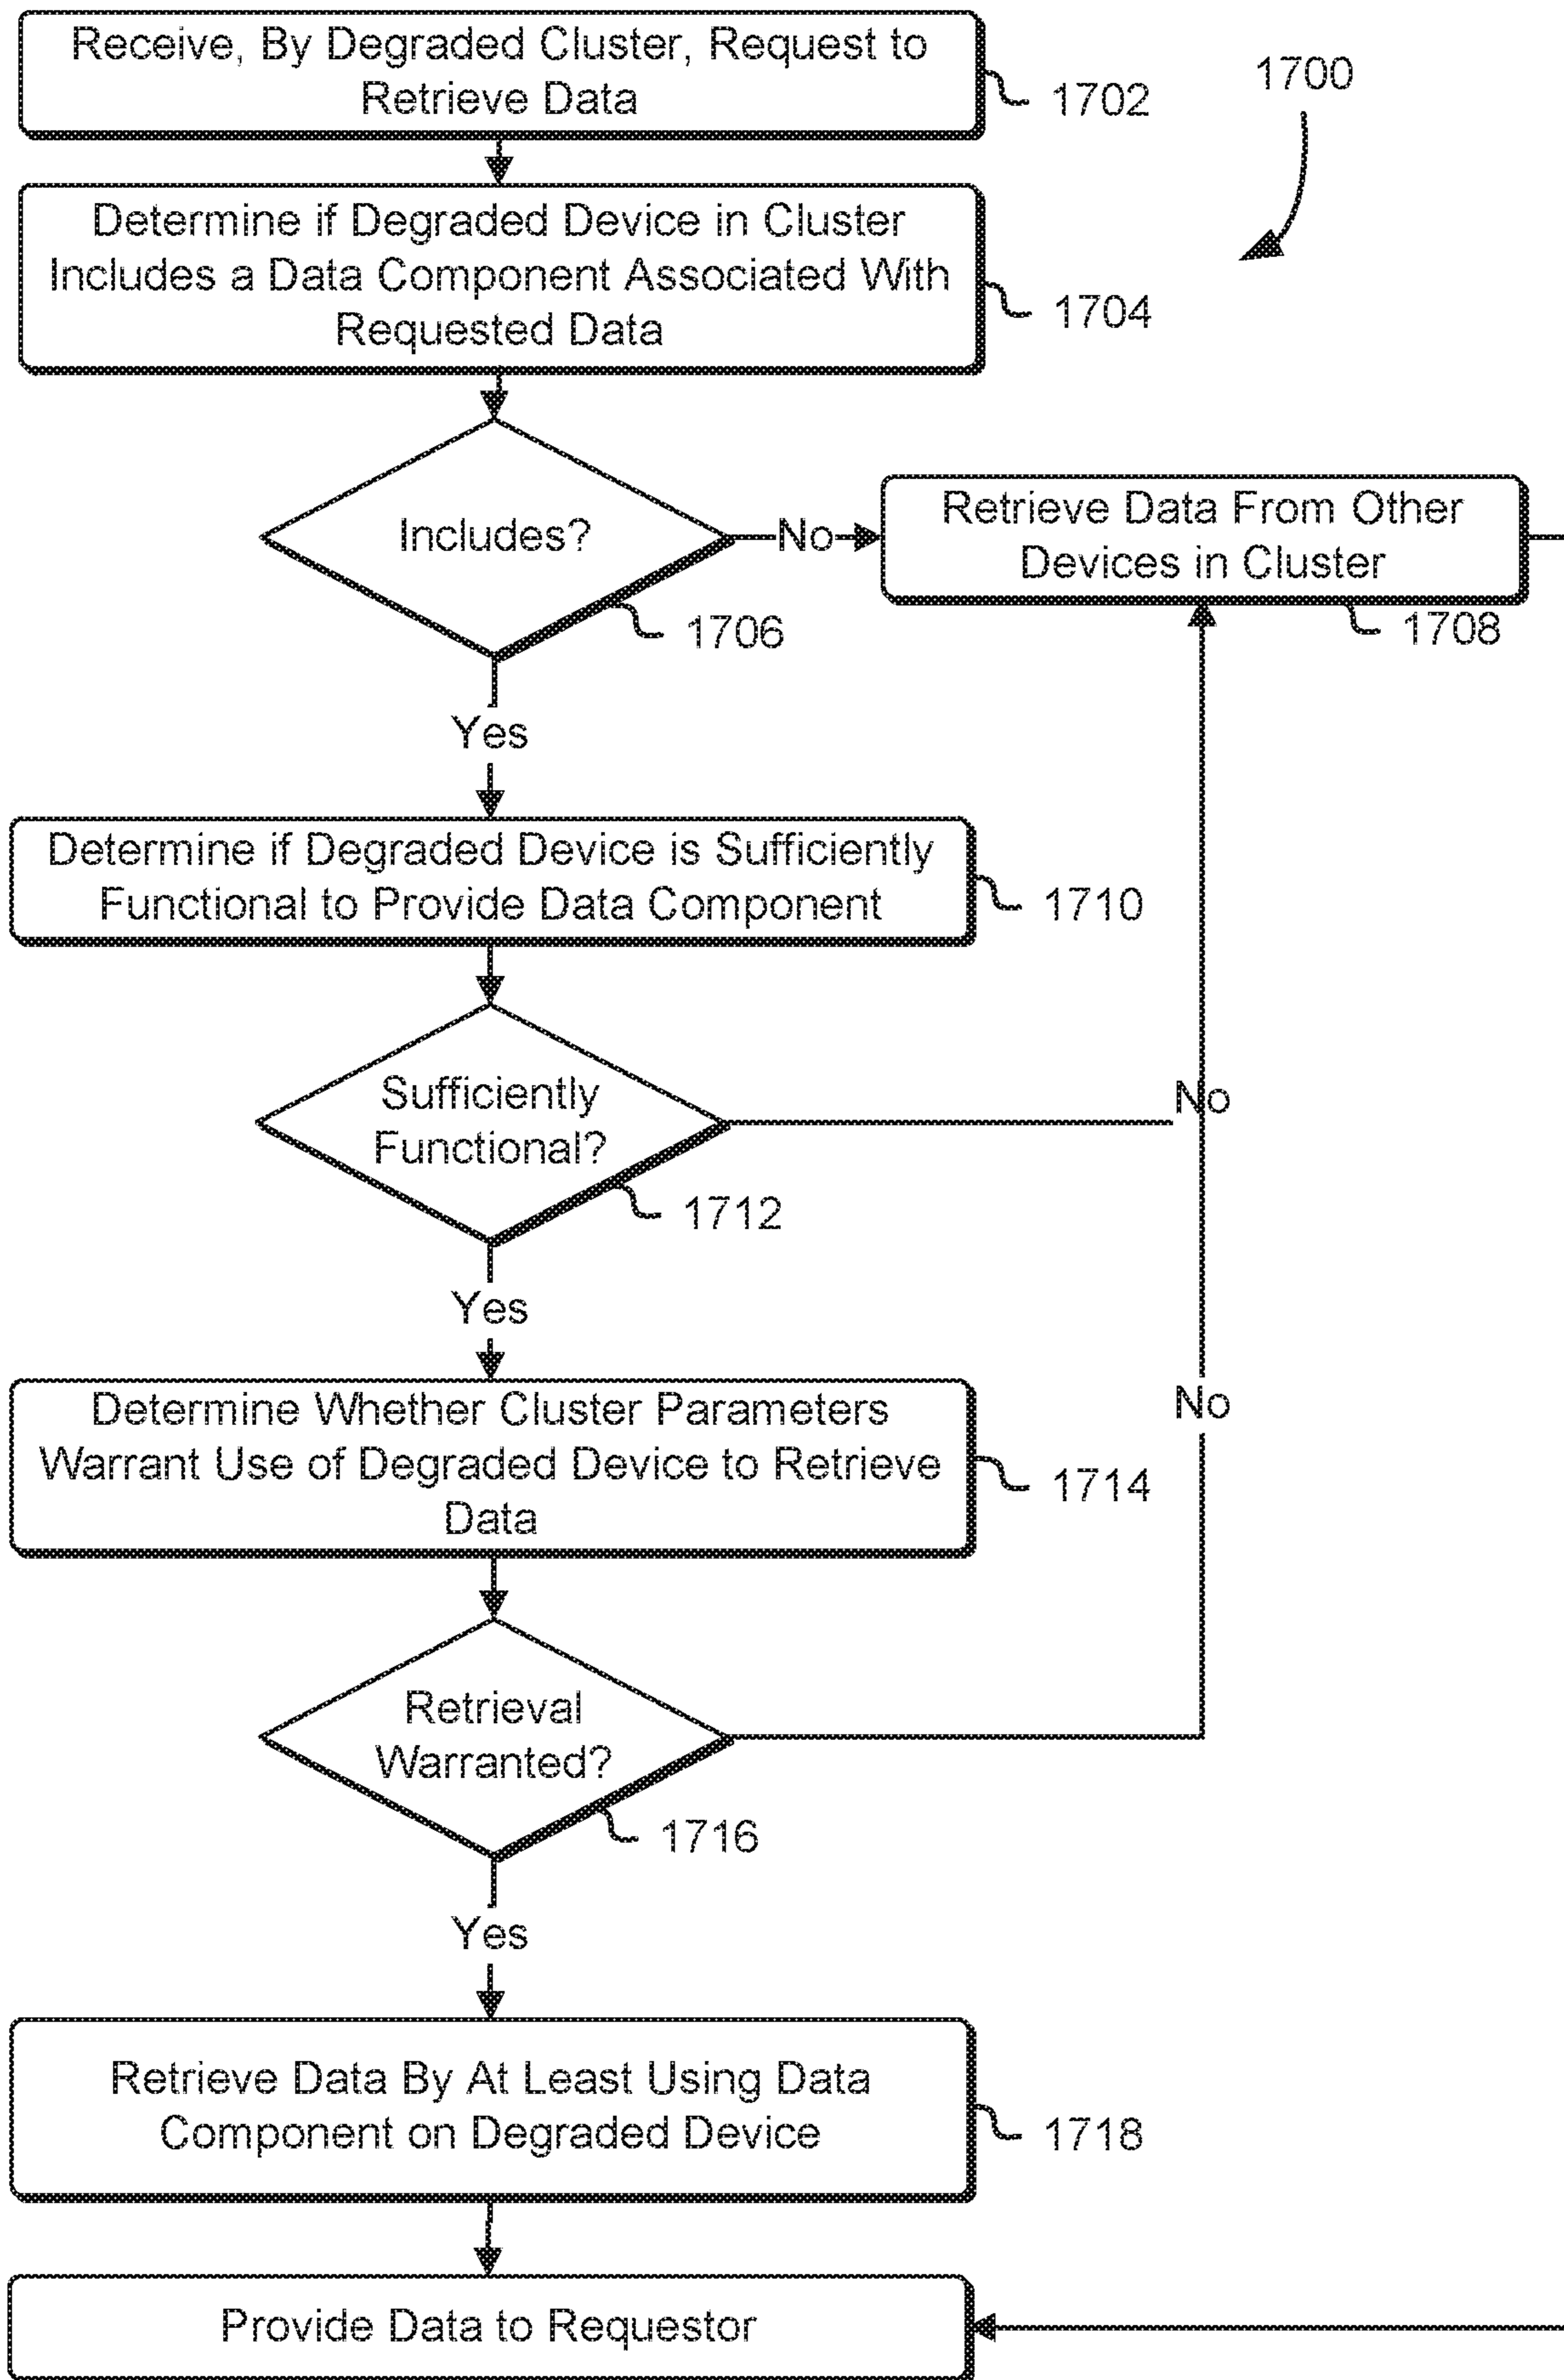 Receive, By Degraded Cluster, Request to
Retrieve Data
1702
1700
Determine if Degraded Device in Cluster
Includes a Data Component Associated With
Requested Data
1704
Includes?
No
1706
Retrieve Data From Other
Devices in Cluster
1708
Yes
Determine if Degraded Device is Sufficiently
Functional to Provide Data Component
1710
Sufficiently
Functional?
No
1712
Yes
Determine Whether Cluster Parameters
Warrant Use of Degraded Device to Retrieve
Data
1714
No
Retrieval
Warranted?
1716
Yes
Retrieve Data By At Least Using Data
Component on Degraded Device
1718
Provide Data to Requestor